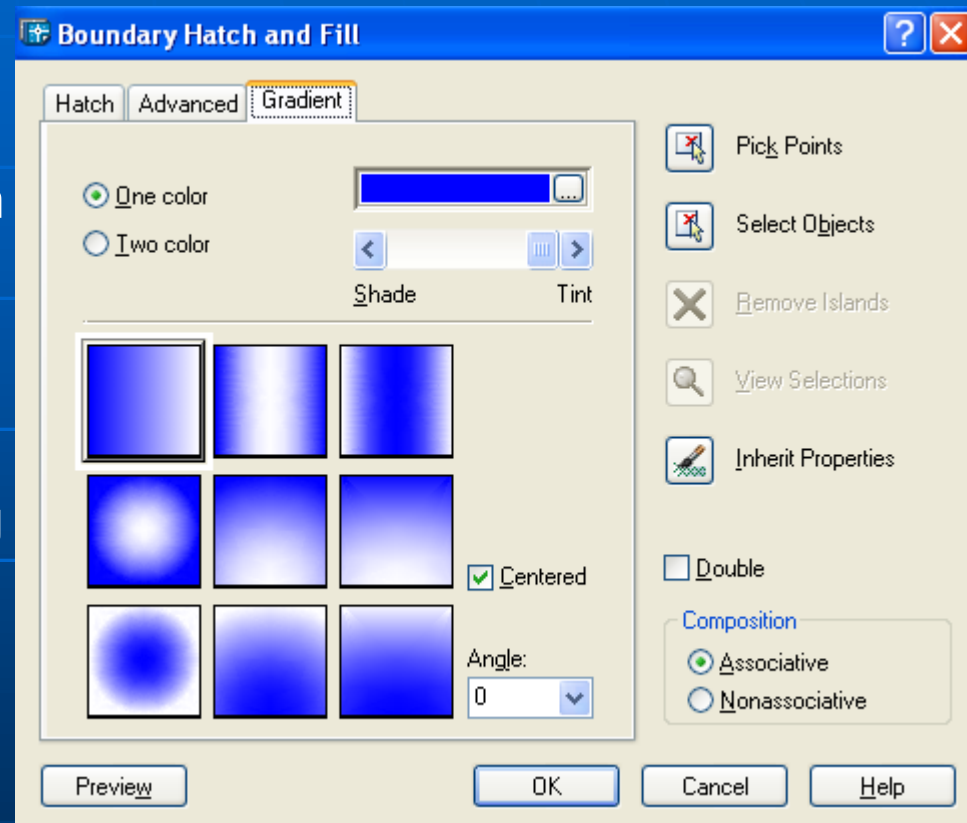 Boundary Hatch and Fill
Hatch Advanced Gradient
One color
...
Two color
Shade Tint
Centered
Angle:
0
Pick Points
Select Objects
Remove Islands
View Selections
Inherit Properties
Double
Composition
Associative
Nonassociative
Preview OK Cancel Help